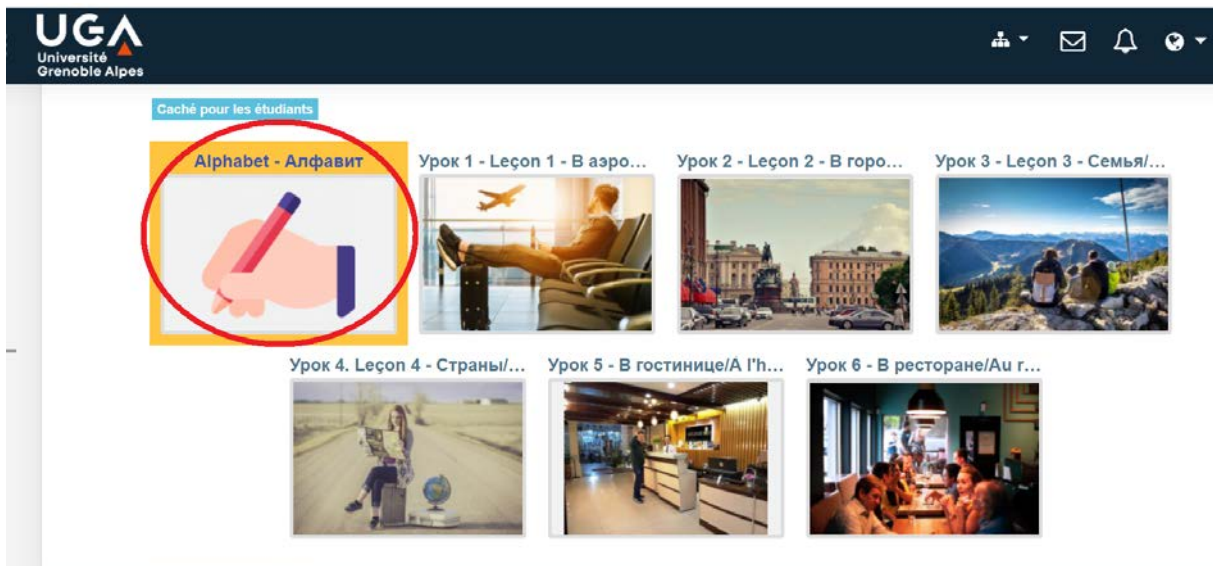 UGA
Université
Grenoble Alpes
Caché pour les étudiants
Alphabet - Алфавит
Урок 1 - Leçon 1 - В аэро...
Урок 2 - Leçon 2 - В горо...
Урок 3 - Leçon 3 - Семья/...
Урок 4. Leçon 4 - Страны/...
Урок 5 - В гостинице/A l'h...
Урок 6 - В ресторане/Au r...